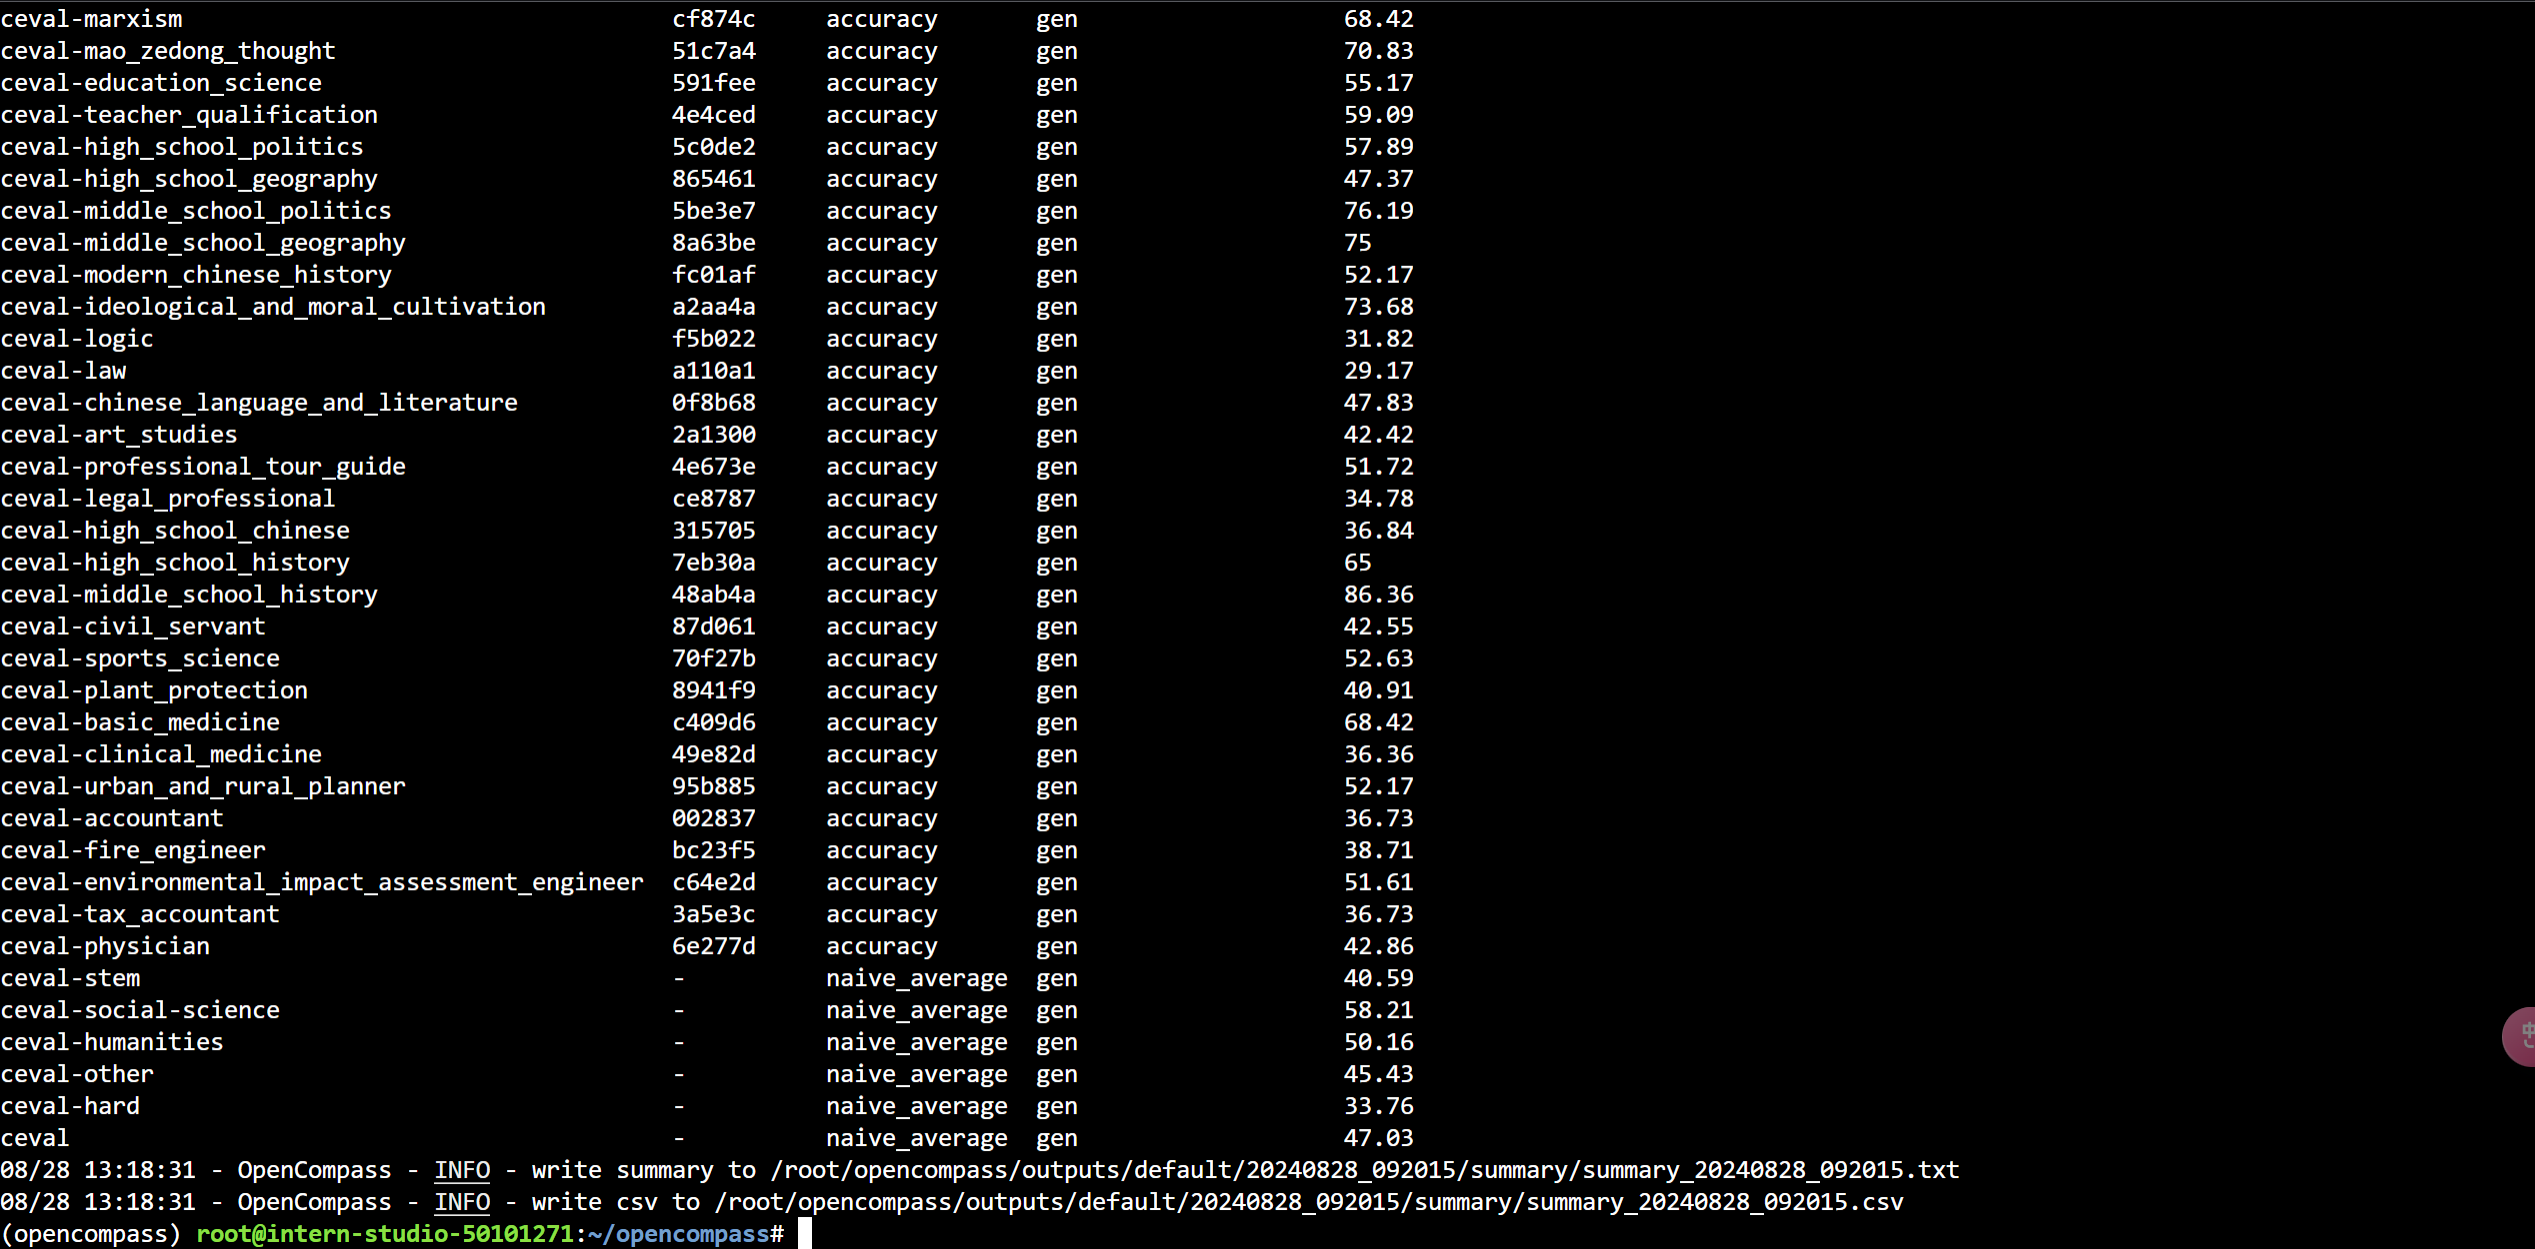 ceval-marxism cf874c accuracy gen 68.42
ceval-mao_zedong_thought 51c7a4 accuracy gen 70.83
ceval-education_science 591fee accuracy gen 55.17
ceval-teacher_qualification 4e4ced accuracy gen 59.09
ceval-high_school_politics 5c0de2 accuracy gen 57.89
ceval-high_school_geography 865461 accuracy gen 47.37
ceval-middle_school_politics 5be3e7 accuracy gen 76.19
ceval-middle_school_geography 8a63be accuracy gen 75
ceval-modern_chinese_history fc01af accuracy gen 52.17
ceval-ideological_and_moral_cultivation a2aa4a accuracy gen 73.68
ceval-logic f5b022 accuracy gen 31.82
ceval-law a110a1 accuracy gen 29.17
ceval-chinese_language_and_literature 0f8b68 accuracy gen 47.83
ceval-art_studies 2a1300 accuracy gen 42.42
ceval-professional_tour_guide 4e673e accuracy gen 51.72
ceval-legal_professional ce8787 accuracy gen 34.78
ceval-high_school_chinese 315705 accuracy gen 36.84
ceval-high_school_history 7eb30a accuracy gen 65
ceval-middle_school_history 48ab4a accuracy gen 86.36
ceval-civil_servant 87d061 accuracy gen 42.55
ceval-sports_science 70f27b accuracy gen 52.63
ceval-plant_protection 8941f9 accuracy gen 40.91
ceval-basic_medicine c409d6 accuracy gen 68.42
ceval-clinical_medicine 49e82d accuracy gen 36.36
ceval-urban_and_rural_planner 95b885 accuracy gen 52.17
ceval-accountant 002837 accuracy gen 36.73
ceval-fire_engineer bc23f5 accuracy gen 38.71
ceval-environmental_impact_assessment_engineer c64e2d accuracy gen 51.61
ceval-tax_accountant 3a5e3c accuracy gen 36.73
ceval-physician 6e277d accuracy gen 42.86
ceval-stem - naive_average gen 40.59
ceval-social-science - naive_average gen 58.21
ceval-humanities - naive_average gen 50.16
ceval-other - naive_average gen 45.43
ceval-hard - naive_average gen 33.76
ceval - naive_average gen 47.03
08/28 13:18:31 - OpenCompass - INFO - write summary to /root/opencompass/outputs/default/20240828_092015/summary/summary_20240828_092015.txt
08/28 13:18:31 - OpenCompass - INFO - write csv to /root/opencompass/outputs/default/20240828_092015/summary/summary_20240828_092015.csv
(opencompass) root@intern-studio-50101271:~/opencompass#